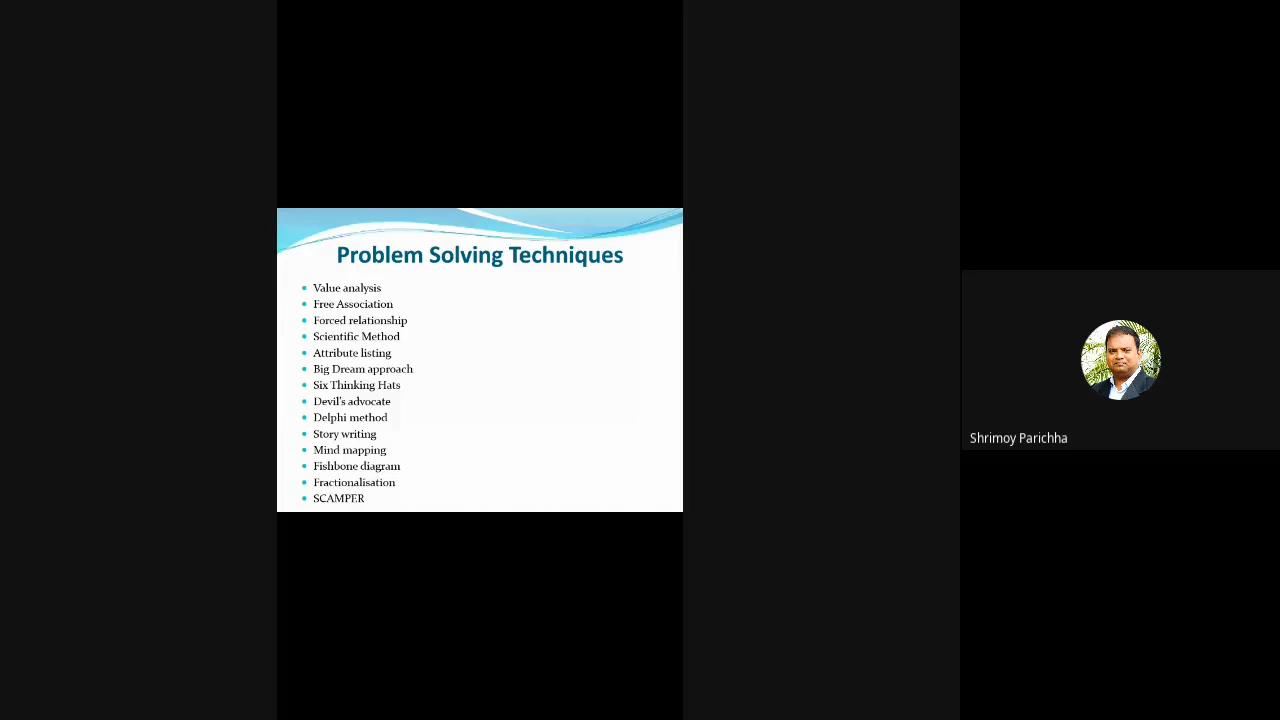 Problem Solving Techniques
Value analysis
Free Association
Forced relationship
Scientific Method
Attribute listing
Big Dream approach
Six Thinking Hats
Devil's advocate
Delphi method
Story writing
Mind mapping
Fishbone diagram
Fractionalisation
SCAMPER
Shrimoy Parichha